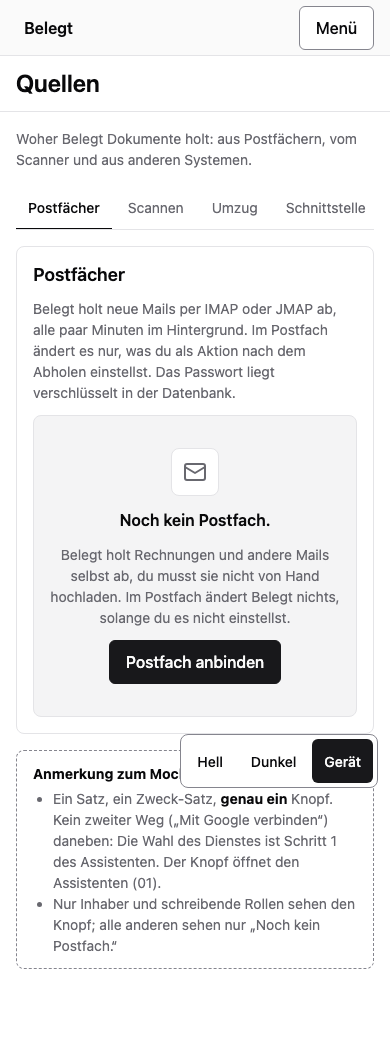 Belegt
Menü
Quellen
Woher Belegt Dokumente holt: aus Postfächern, vom
Scanner und aus anderen Systemen.
Postfächer
Scannen
Umzug
Schnittstelle
Postfächer
Belegt holt neue Mails per IMAP oder JMAP ab,
alle paar Minuten im Hintergrund. Im Postfach
ändert es nur, was du als Aktion nach dem
Abholen einstellst. Das Passwort liegt
verschlüsselt in der Datenbank.
Noch kein Postfach.
Belegt holt Rechnungen und andere Mails
selbst ab, du musst sie nicht von Hand
hochladen. Im Postfach ändert Belegt nichts,
solange du es nicht einstellst.
Postfach anbinden
Hell
Dunkel
Gerät
Anmerkung zum
Ein Satz, ein Zweck-Satz, genau ein Knopf.
Kein zweiter Weg („Mit Google verbinden“)
daneben: Die Wahl des Dienstes ist Schritt 1
des Assistenten. Der Knopf öffnet den
Assistenten (01).
Nur Inhaber und schreibende Rollen sehen den
Knopf; alle anderen sehen nur „Noch kein
Postfach.“